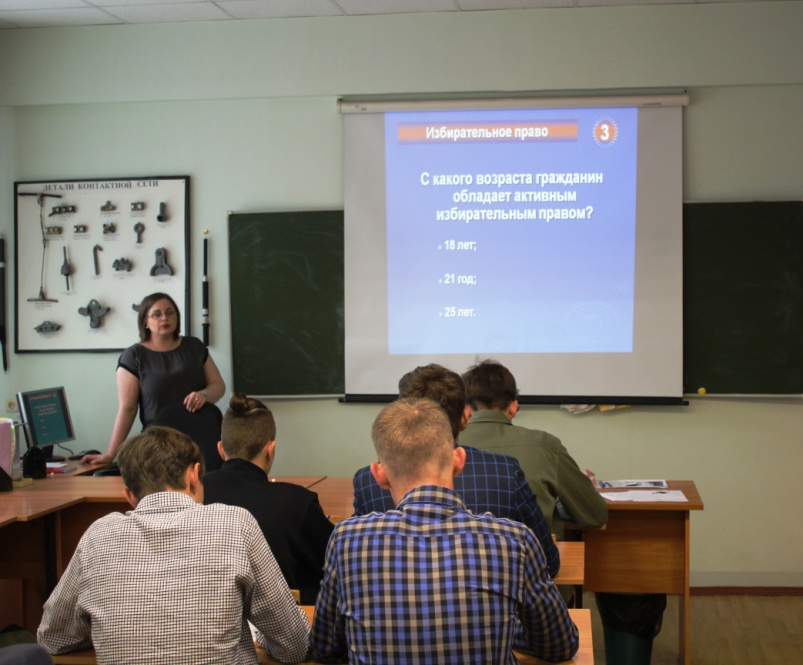 ДЕТАЛИ КОНТАКТНОЙ СЕТИ
Избирательное право
3
С какого возраста гражданин
обладает активным
избирательным правом?
18 лет;
21 год;
25 лет.